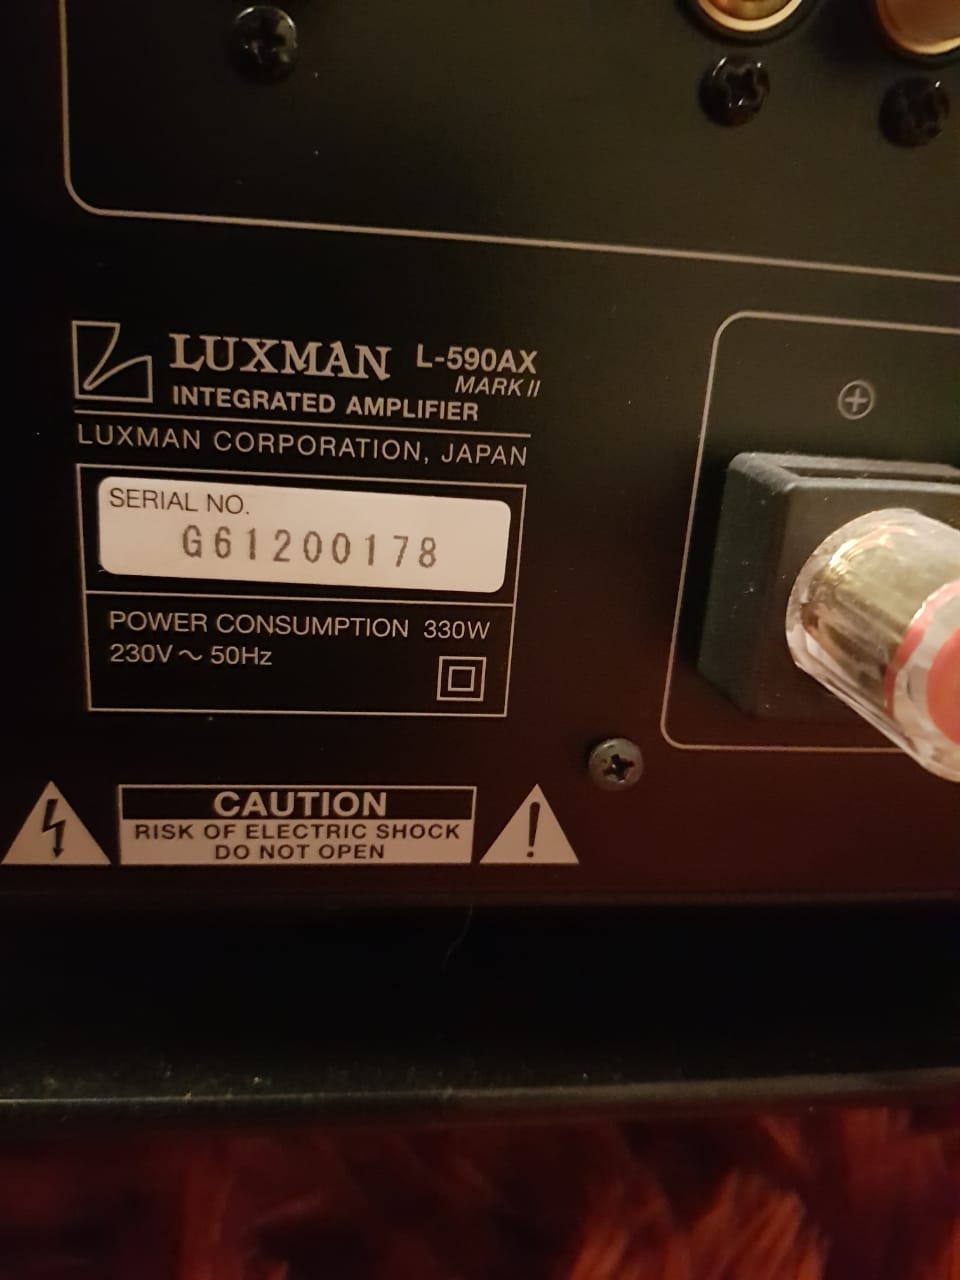 LUXMAN L-590AX
MARK II
INTEGRATED AMPLIFIER
LUXMAN CORPORATION, JAPAN
SERIAL NO.
G61200178
POWER CONSUMPTION 330W
230V ~ 50Hz
CAUTION
RISK OF ELECTRIC SHOCK
DO NOT OPEN